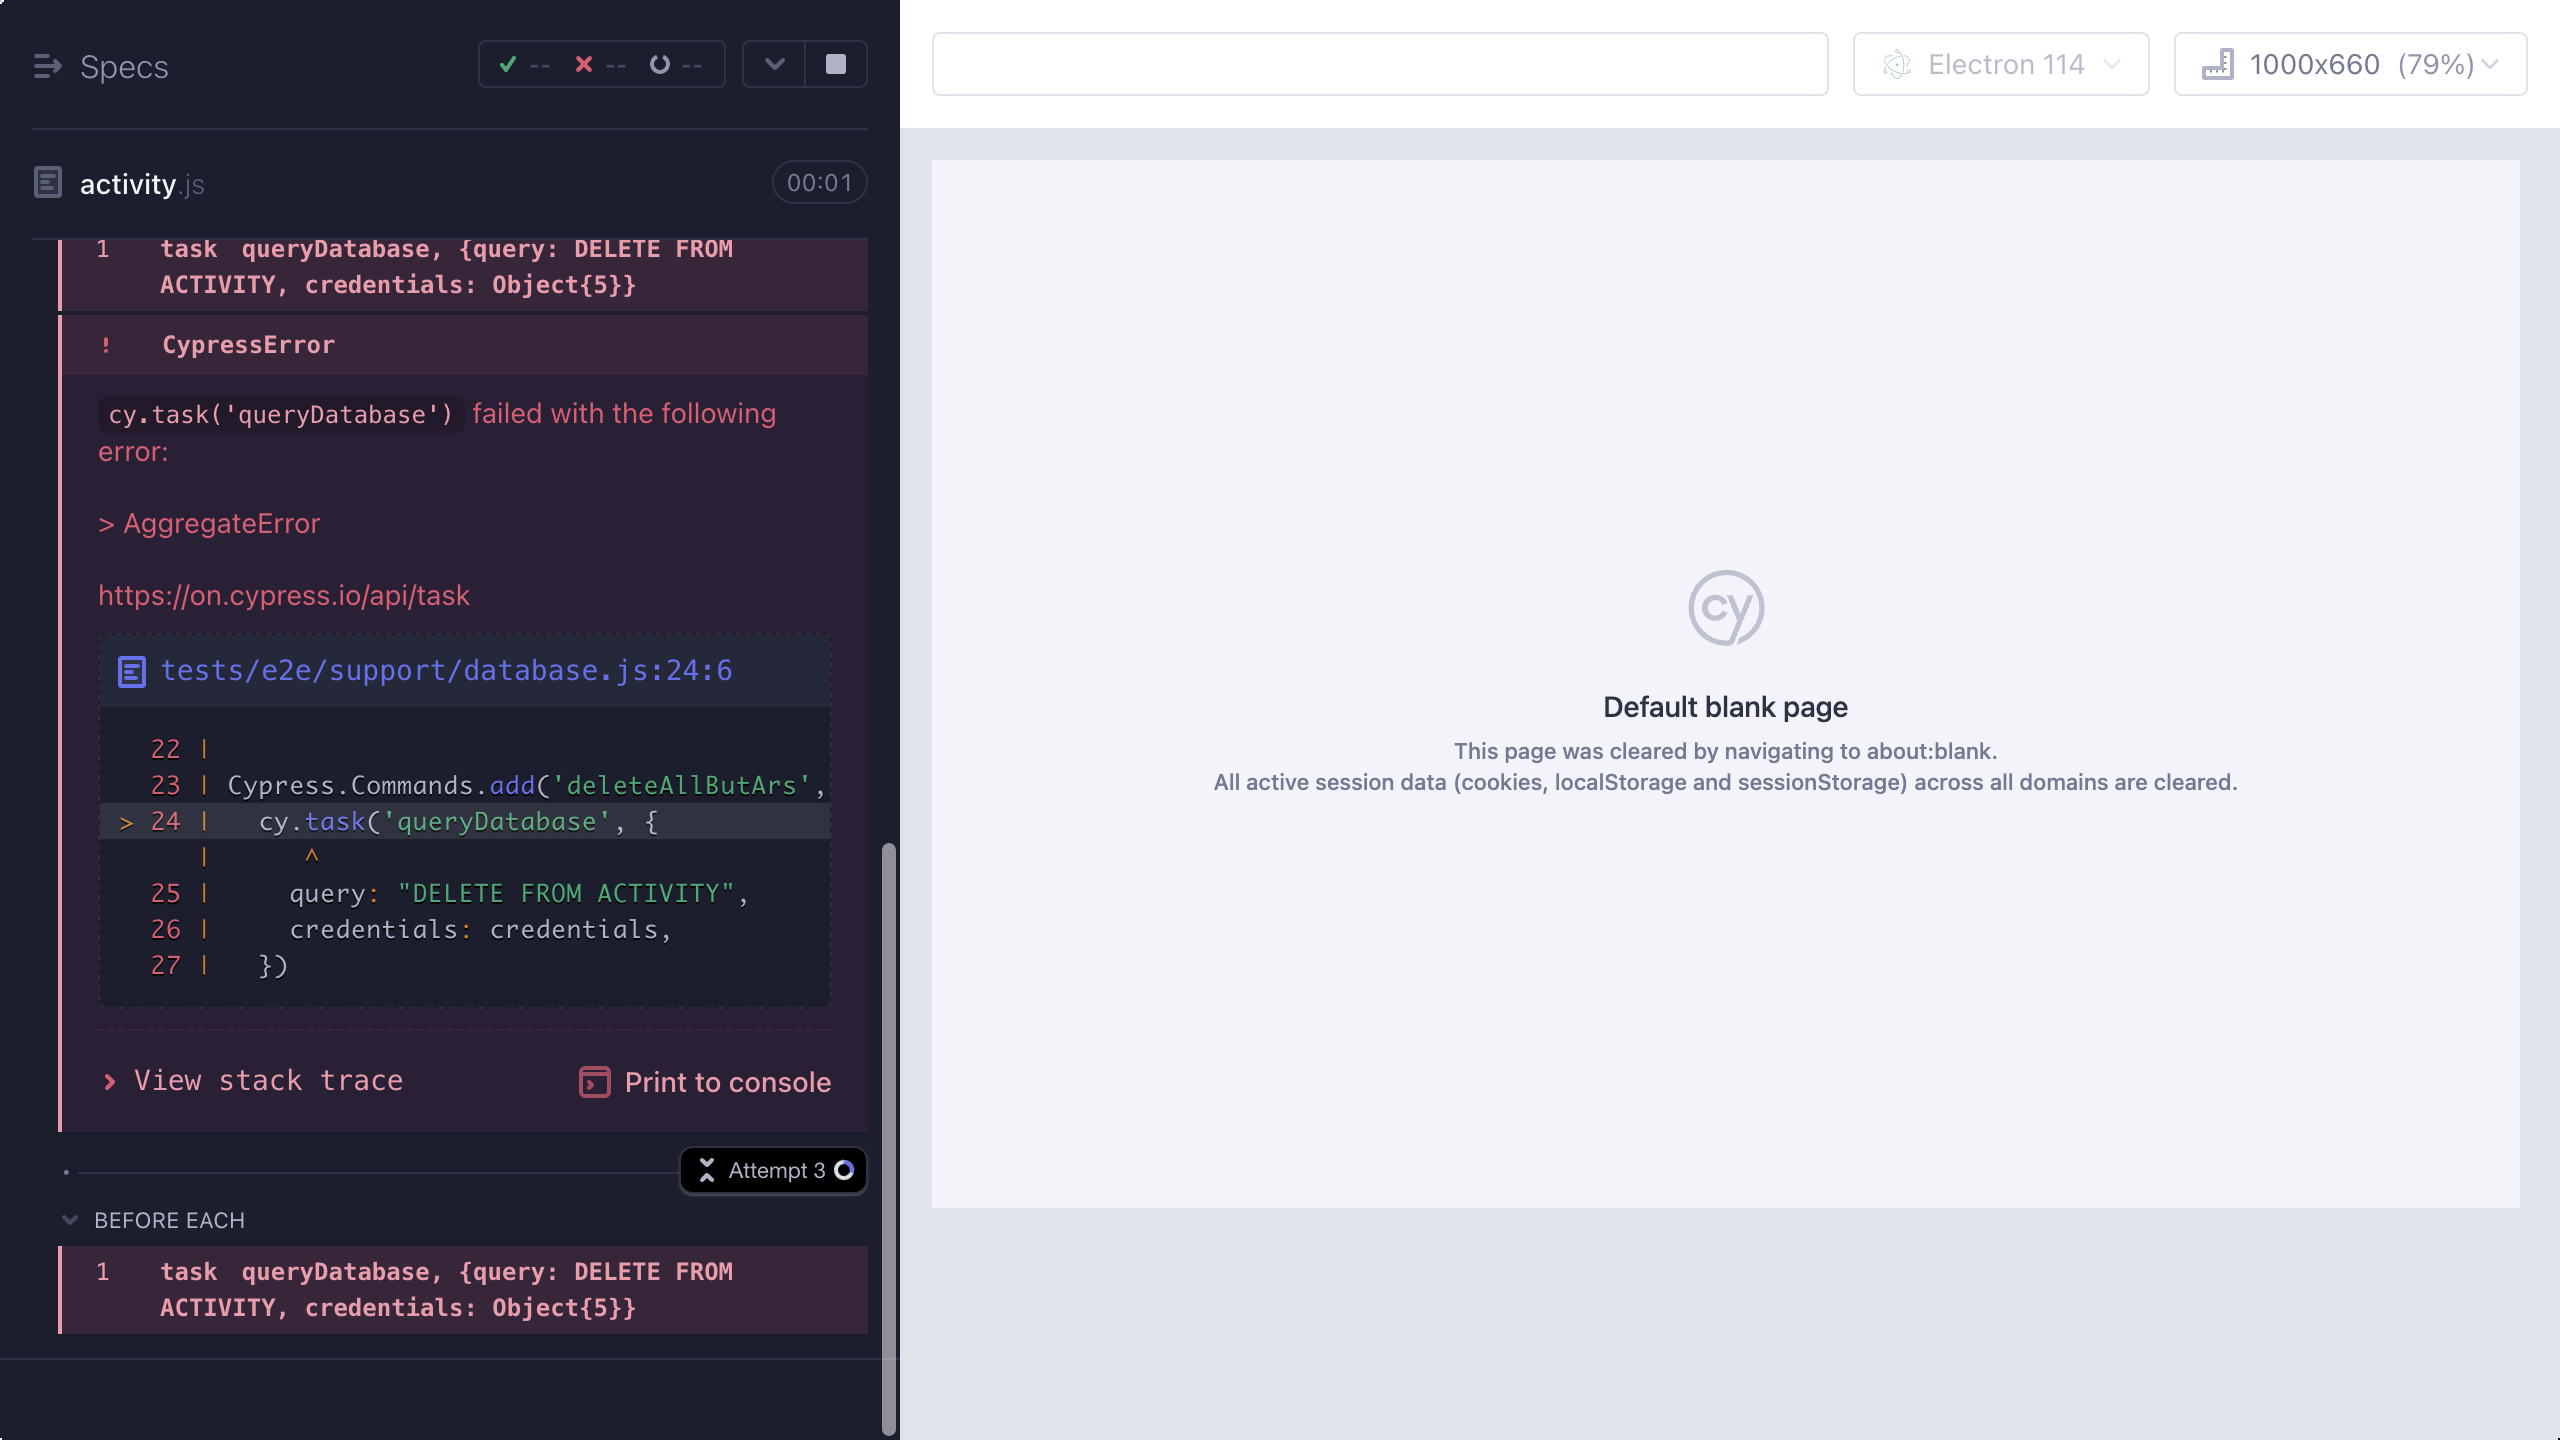 Specs
-- -- --
activity.js
00:01
1 task queryDatabase, {query: DELETE FROM
ACTIVITY, credentials: Object{5}}
! CypressError
cy.task('queryDatabase') failed with the following
error:
> AggregateError
https://on.cypress.io/api/task
tests/e2e/support/database.js:24:6
22 |
23 | Cypress.Commands.add('deleteAllButArs',
> 24 | cy.task('queryDatabase', {
| ^
25 | query: "DELETE FROM ACTIVITY",
26 | credentials: credentials,
27 | })
View stack trace
Print to console
Attempt 3
BEFORE EACH
1 task queryDatabase, {query: DELETE FROM
ACTIVITY, credentials: Object{5}}
Electron 114
1000x660 (79%)
cy
Default blank page
This page was cleared by navigating to about:blank.
All active session data (cookies, localStorage and sessionStorage) across all domains are cleared.